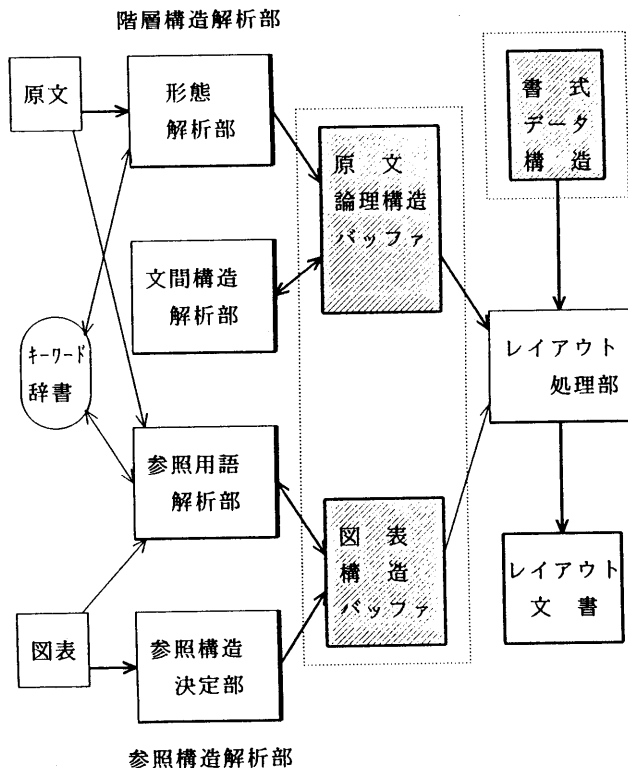 階層構造解析部
原文
形態
解析部
書式
データ
構造
原文
論理構造
バッファ
文間構造
解析部
キーワード
辞書
レイアウト
処理部
参照用語
解析部
図表
構造
バッファ
レイアウト
文書
図表
参照構造
決定部
参照構造解析部